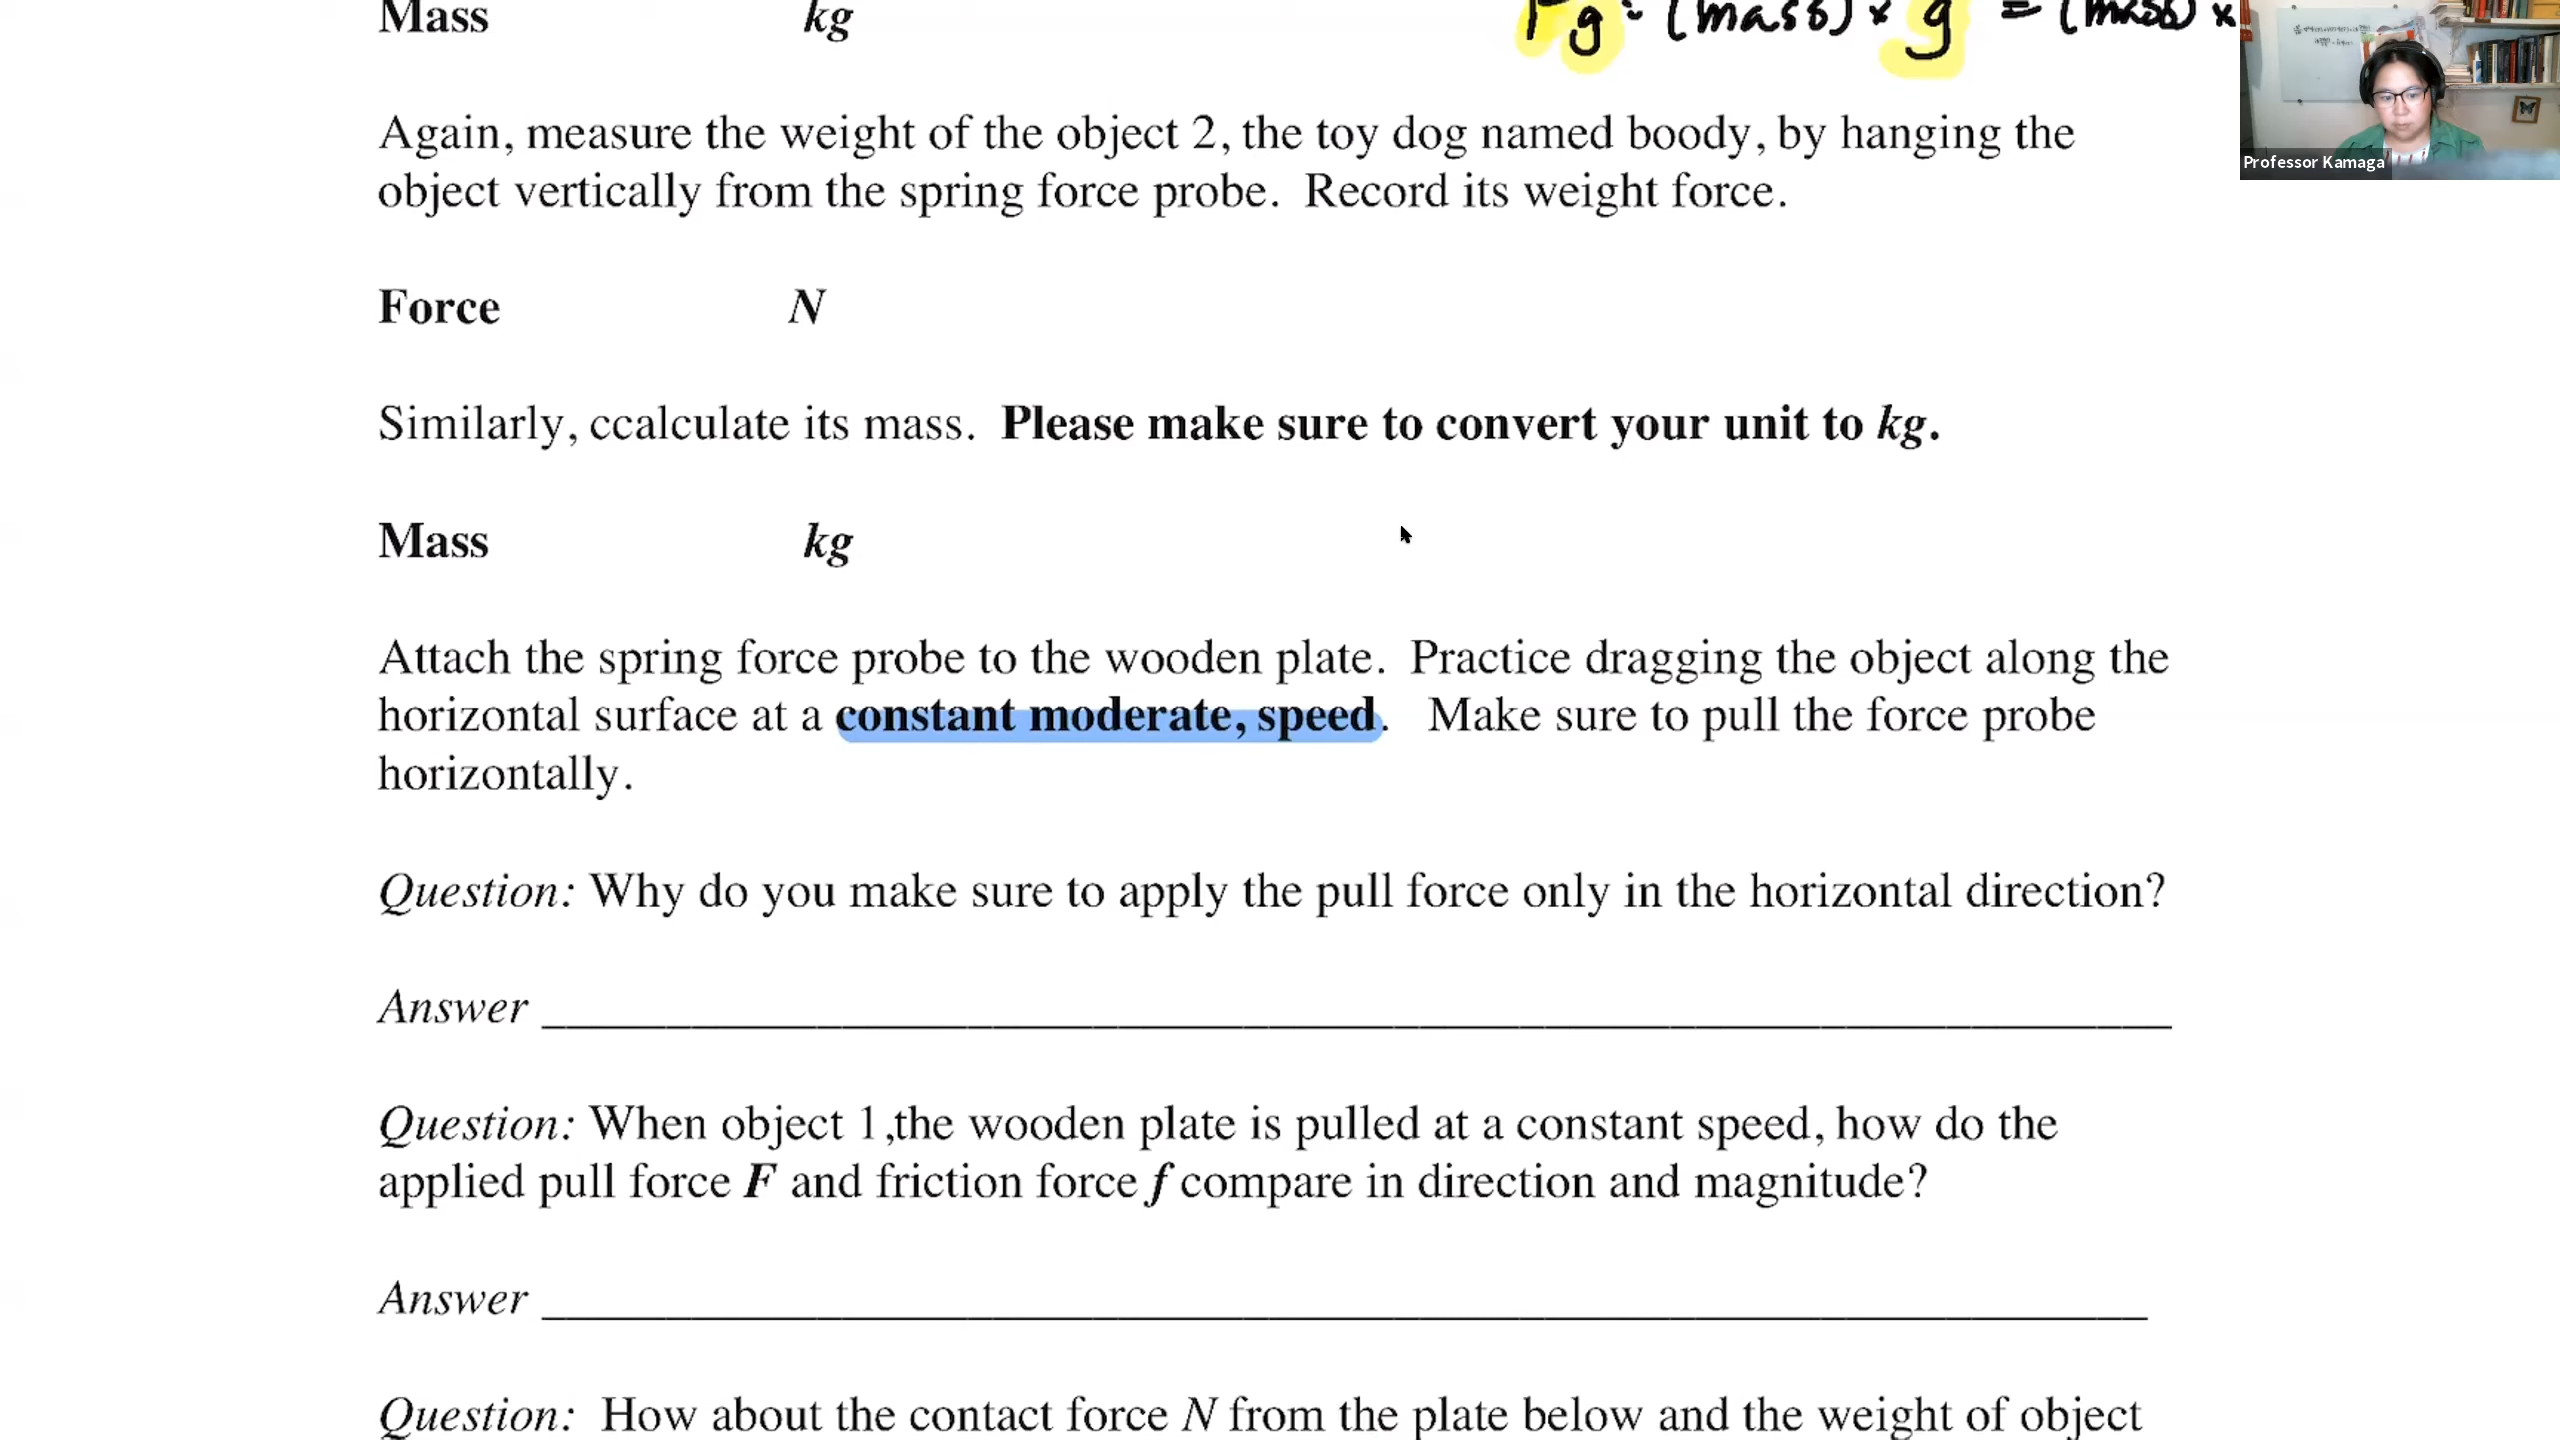 Mass kg
Fg = (mass) x g = (mass) x
Professor Kamaga
Again, measure the weight of the object 2, the toy dog named boody, by hanging the
object vertically from the spring force probe. Record its weight force.
Force N
Similarly, ccalculate its mass. Please make sure to convert your unit to kg.
Mass kg
Attach the spring force probe to the wooden plate. Practice dragging the object along the
horizontal surface at a constant moderate, speed. Make sure to pull the force probe
horizontally.
Question: Why do you make sure to apply the pull force only in the horizontal direction?
Answer
Question: When object 1,the wooden plate is pulled at a constant speed, how do the
applied pull force F and friction force f compare in direction and magnitude?
Answer
Question: How about the contact force N from the plate below and the weight of object